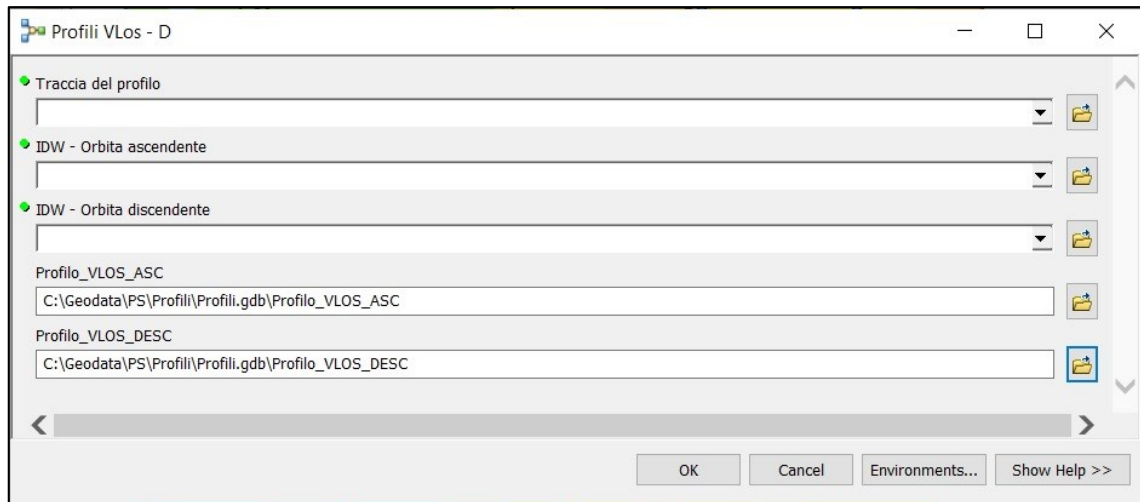 Profili VLos - D
Traccia del profilo
IDW - Orbita ascendente
IDW - Orbita discendente
Profilo_VLOS_ASC
C:\Geodata\PS\Profili\Profili.gdb\Profilo_VLOS_ASC
Profilo_VLOS_DESC
C:\Geodata\PS\Profili\Profili.gdb\Profilo_VLOS_DESC
OK Cancel Environments... Show Help >>